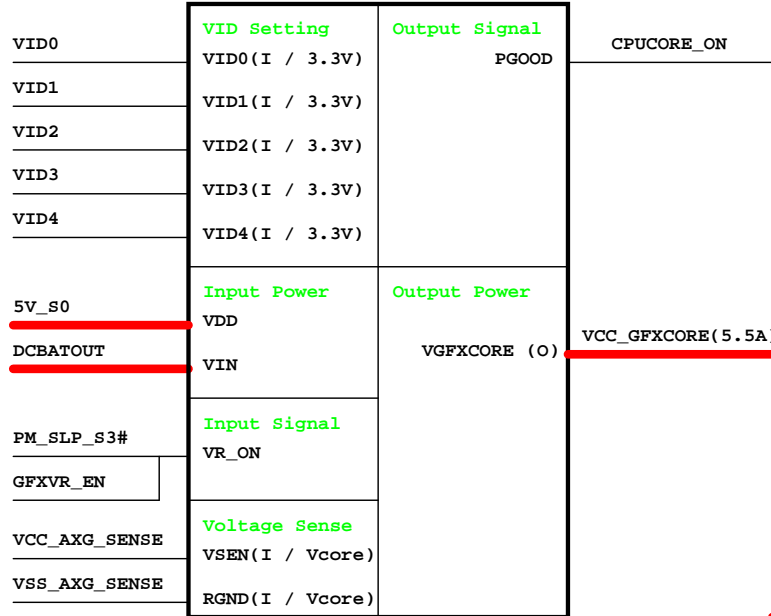 VID Setting
Output Signal
VID0
VID0(I / 3.3V)
PGOOD
CPUCORE_ON
VID1
VID1(I / 3.3V)
VID2
VID2(I / 3.3V)
VID3
VID3(I / 3.3V)
VID4
VID4(I / 3.3V)
Input Power
Output Power
5V_S0
VDD
DCBATOUT
VIN
VGFXCORE (O)
VCC_GFXCORE(5.5A)
Input Signal
PM_SLP_S3#
VR_ON
GFXVR_EN
Voltage Sense
VCC_AXG_SENSE
VSEN(I / Vcore)
VSS_AXG_SENSE
RGND(I / Vcore)